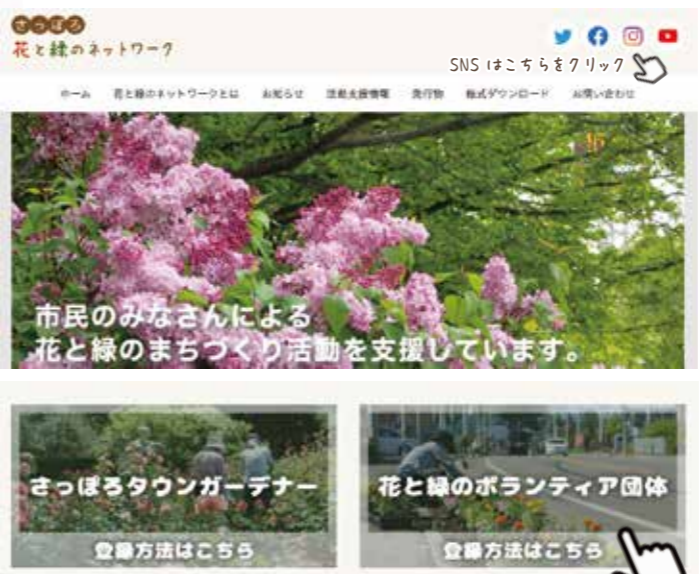 さっぽろ
花と緑のネットワーク
SNS はこちらをクリック
ホーム 花と緑のネットワークとは お知らせ 活動支援情報 発行物 様式ダウンロード お問い合わせ
市民のみなさんによる
花と緑のまちづくり活動を支援しています。
さっぽろタウンガーデナー
登録方法はこちら
花と緑のボランティア団体
登録方法はこちら